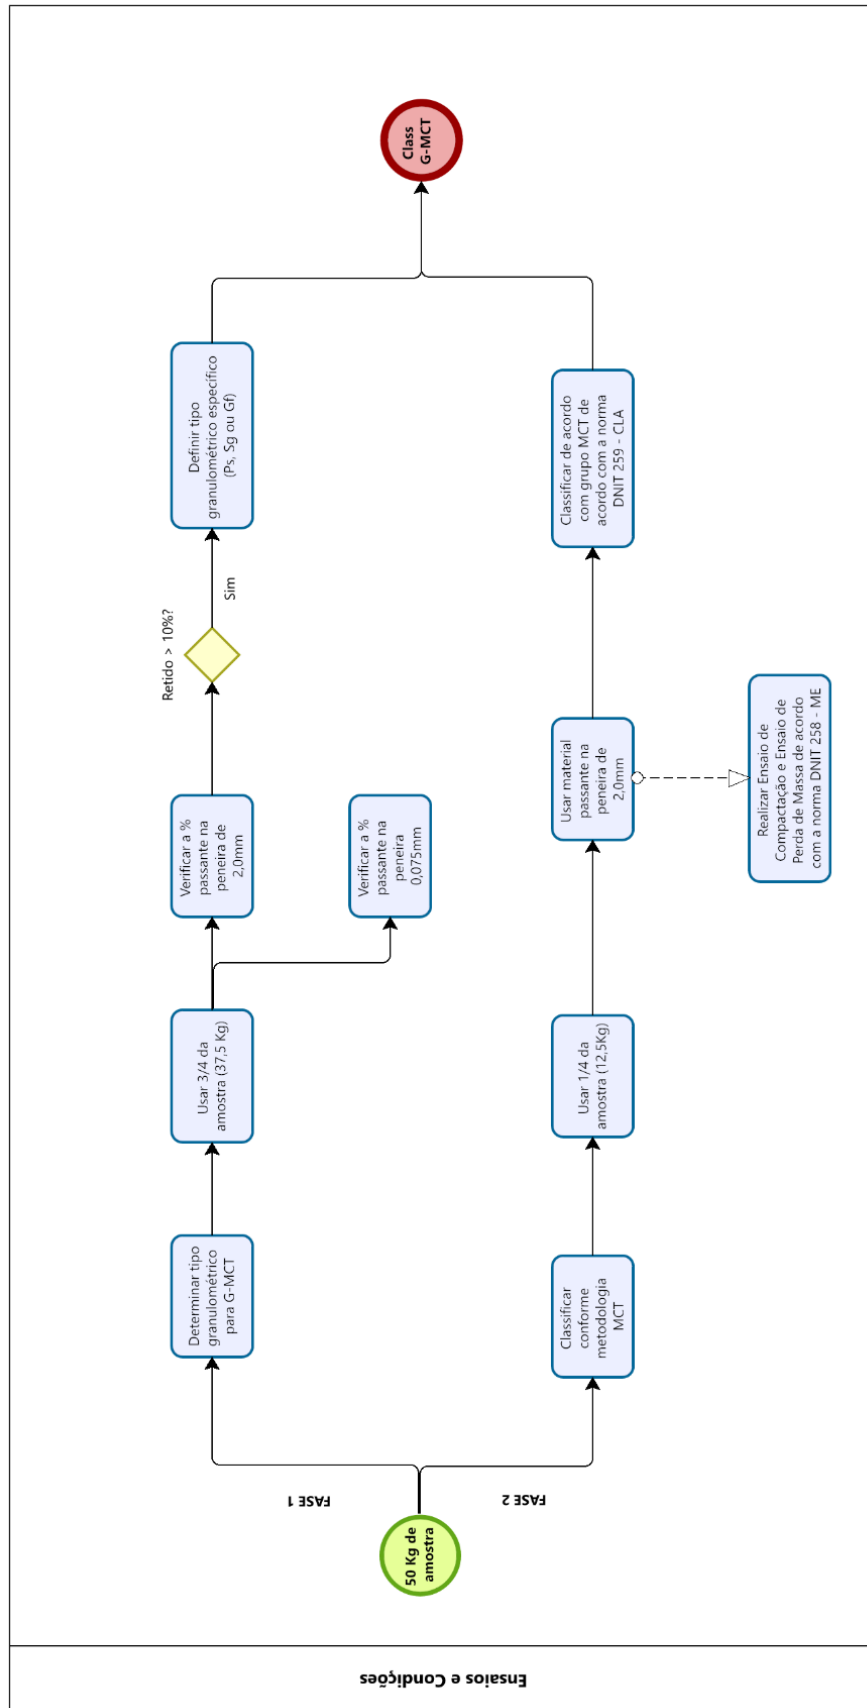 Ensaios e Condições
50 Kg de
amostra
FASE 1
Determinar tipo
granulométrico
para G-MCT
Usar 3/4 da
amostra (37,5 Kg)
Verificar a %
passante na
peneira de
2,0mm
Verificar a %
passante na
peneira
0,075mm
Retido > 10%?
Sim
Definir tipo
granulométrico específico
(Ps, Sg ou Gf)
FASE 2
Classificar
conforme
metodologia
MCT
Usar 1/4 da
amostra (12,5Kg)
Usar material
passante na
peneira de
2,0mm
Realizar Ensaio de
Compactação e Ensaio de
Perda de Massa de acordo
com a norma DNIT 258 - ME
Classificar de acordo
com grupo MCT de
acordo com a norma
DNIT 259 - CLA
Class
G-MCT